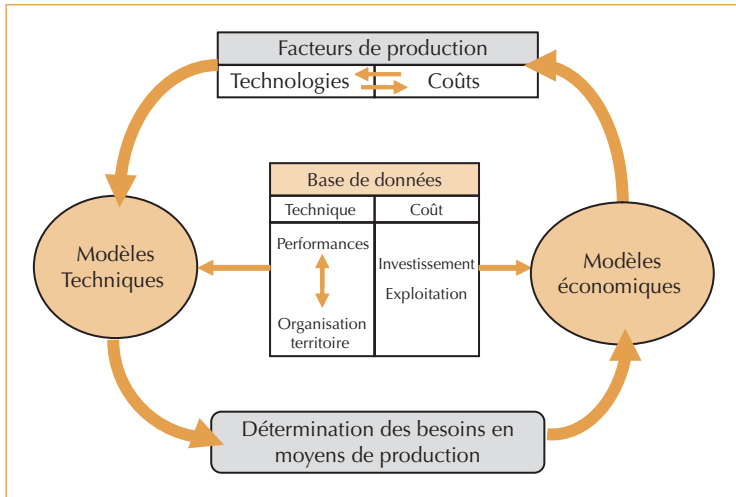 Facteurs de production
Technologies
Coûts
Base de données
Technique
Coût
Performances
Organisation
territoire
Investissement
Exploitation
Modèles
Techniques
Modèles
économiques
Détermination des besoins en
moyens de production